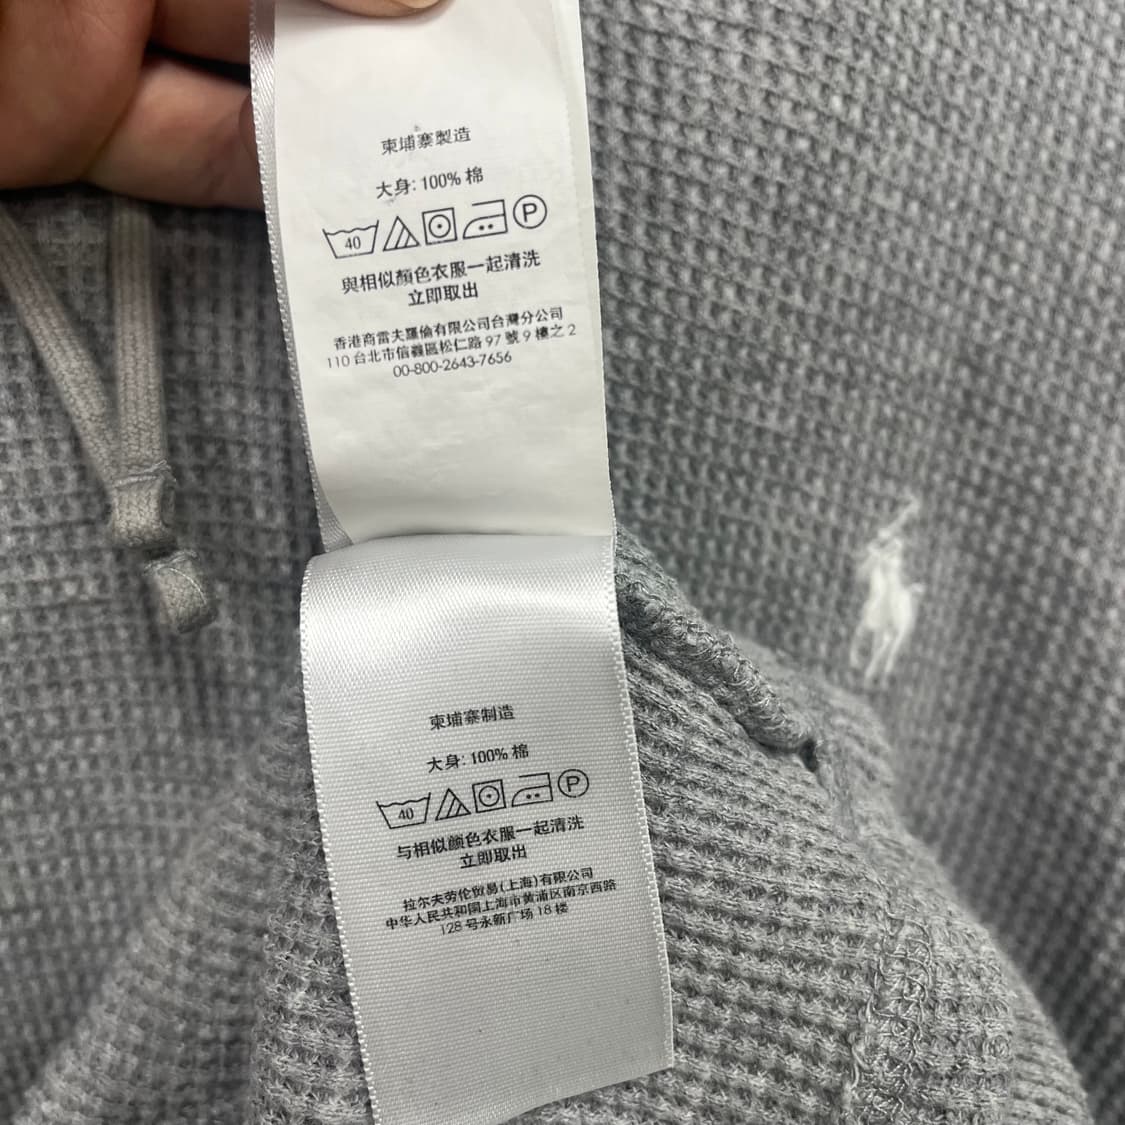 柬埔寨製造
大身: 100% 棉
40 P
與相似顏色衣服一起清洗
立即取出
香港商雷夫羅倫有限公司台灣分公司
110 台北市信義區松仁路 97 號 9 樓之 2
00-800-2643-7656
柬埔寨制造
大身: 100% 棉
40 P
与相似颜色衣服一起清洗
立即取出
拉尔夫劳伦贸易(上海)有限公司
中华人民共和国上海市黄浦区南京西路
128 号永新广场 18 楼